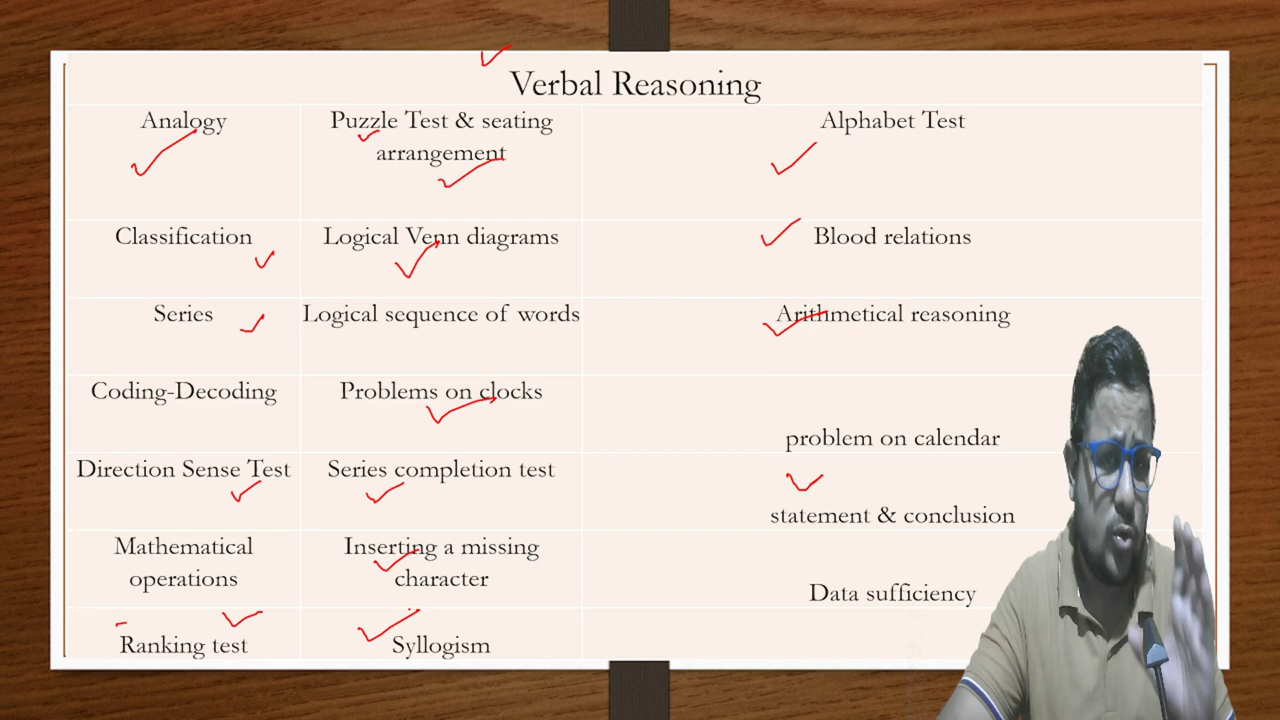 Verbal Reasoning
Analogy
Puzzle Test & seating
arrangement
Alphabet Test
Classification
Logical Venn diagrams
Blood relations
Series
Logical sequence of words
Arithmetical reasoning
Coding-Decoding
Problems on clocks
problem on calendar
Direction Sense Test
Series completion test
statement & conclusion
Mathematical
operations
Inserting a missing
character
Data sufficiency
Ranking test
Syllogism